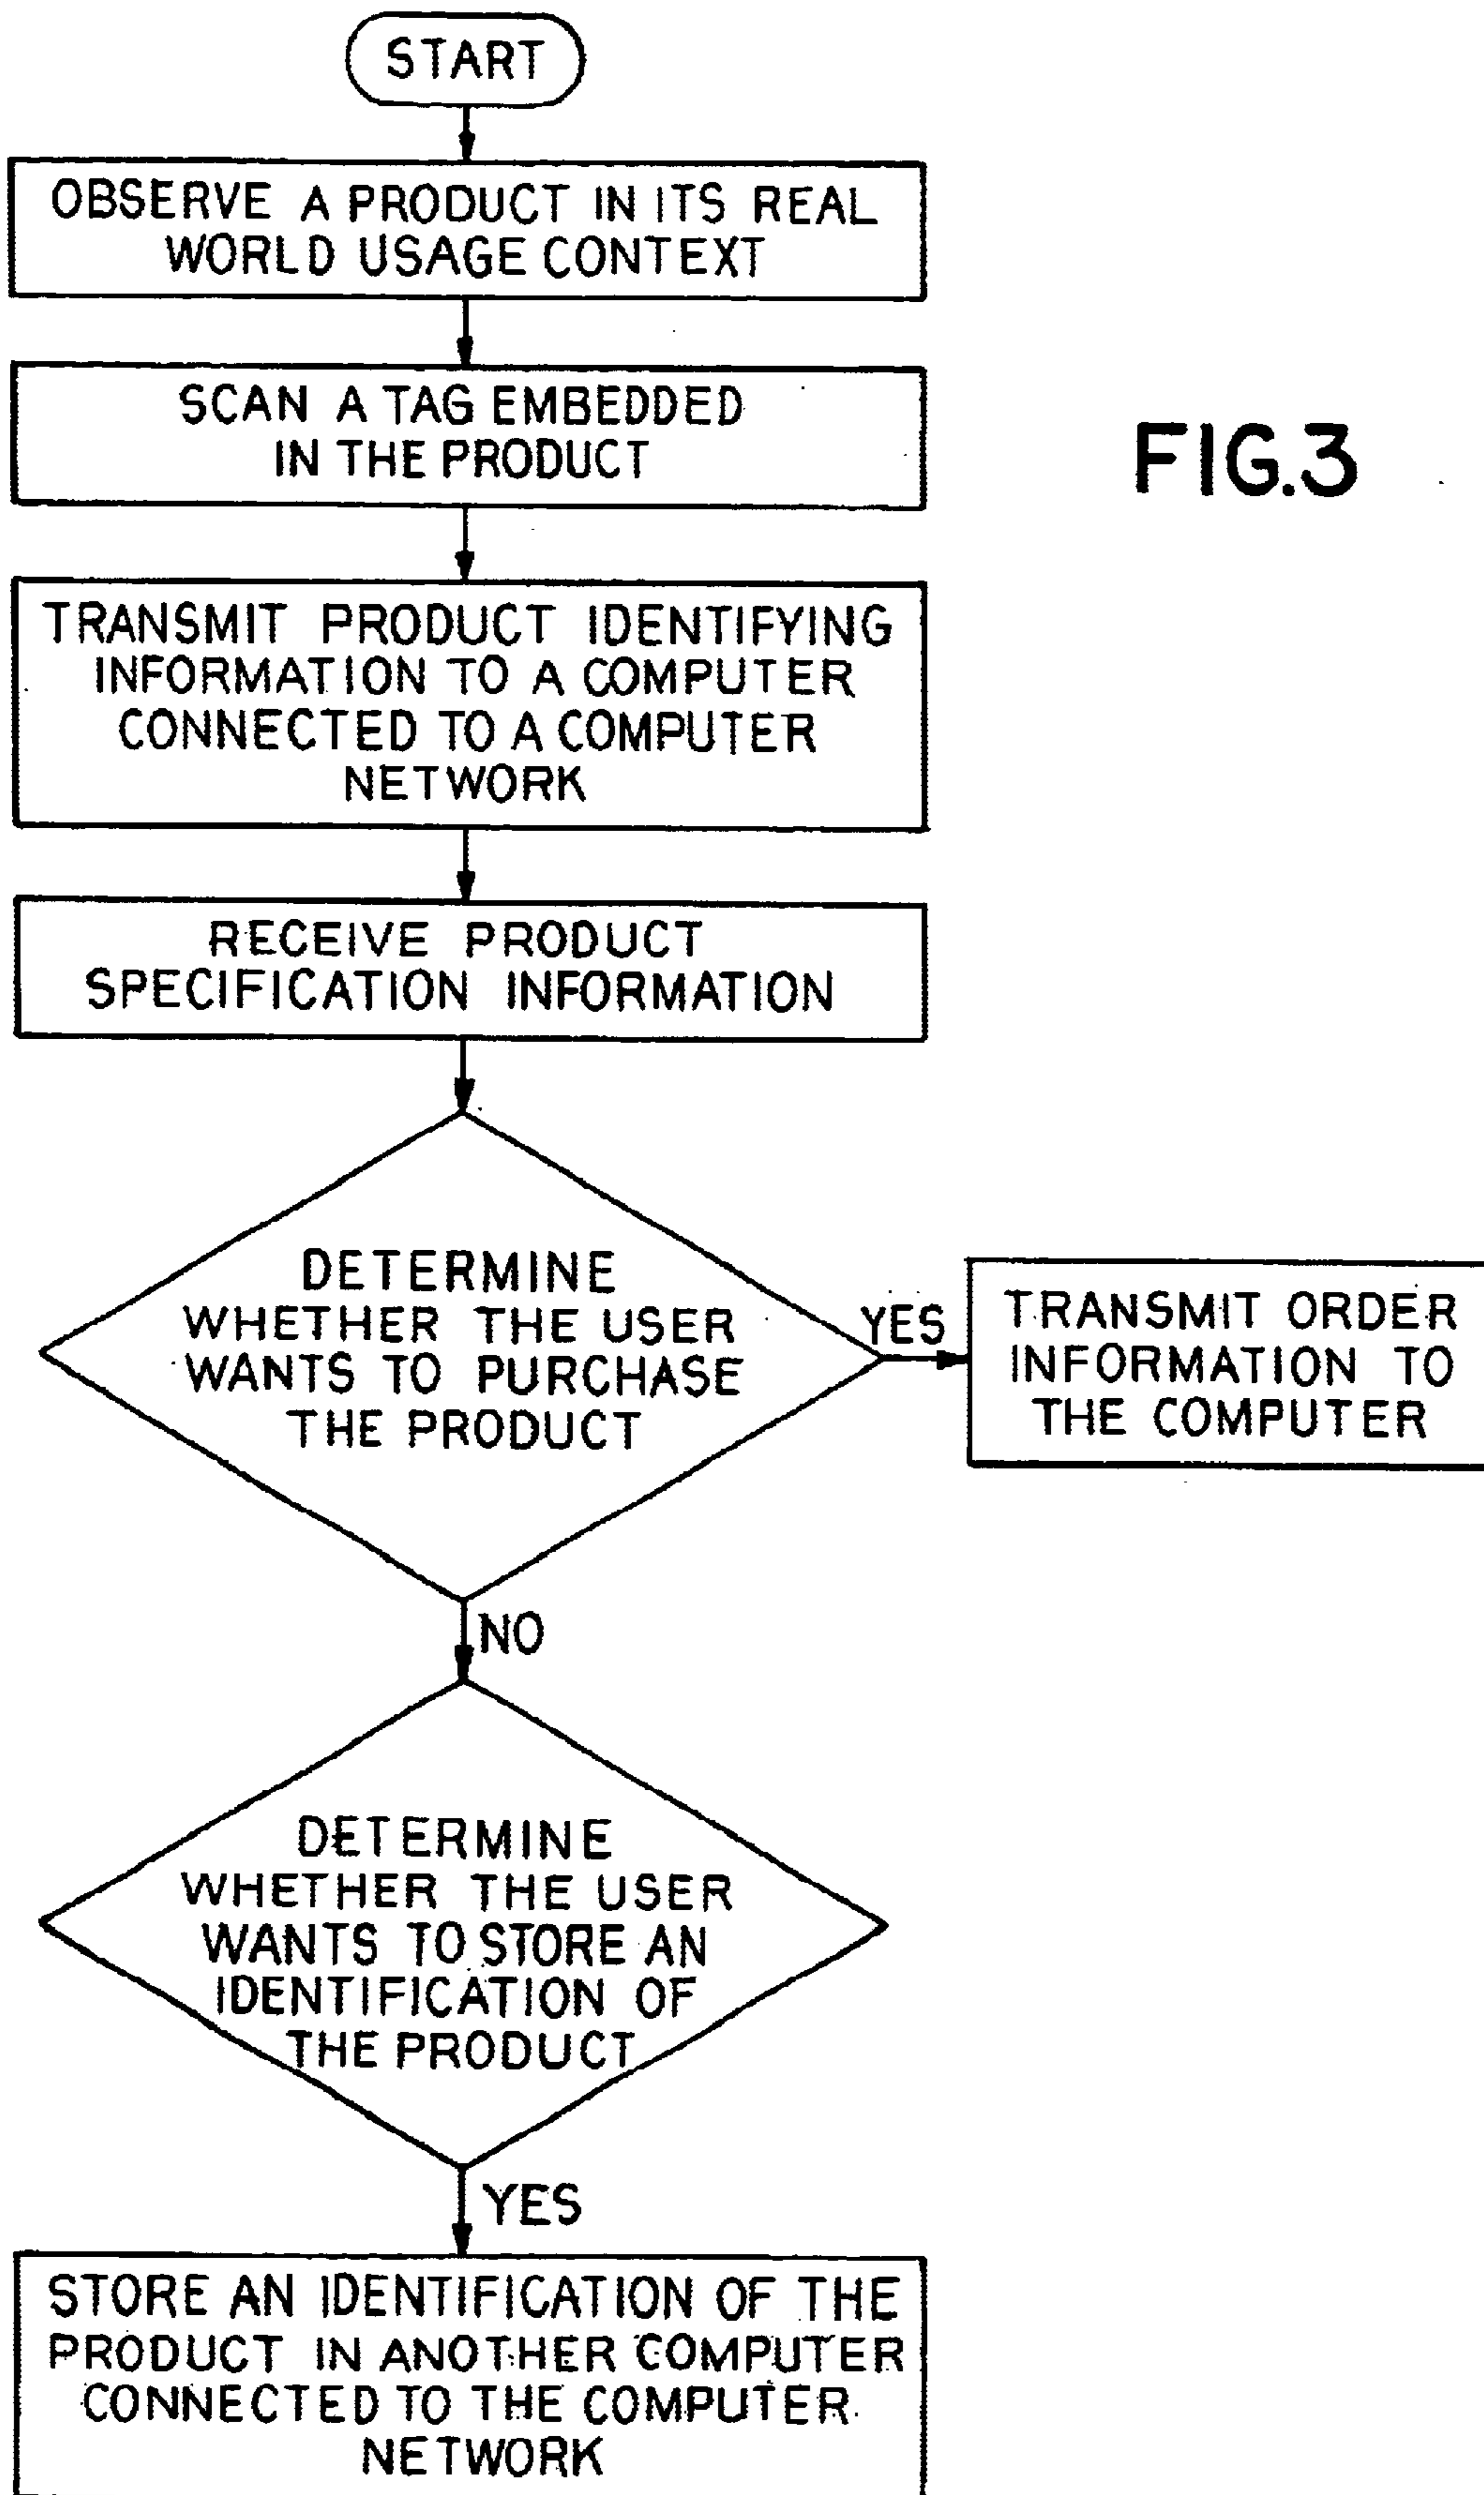 START
OBSERVE A PRODUCT IN ITS REAL
WORLD USAGE CONTEXT
SCAN A TAG EMBEDDED
IN THE PRODUCT
FIG.3
TRANSMIT PRODUCT IDENTIFYING
INFORMATION TO A COMPUTER
CONNECTED TO A COMPUTER
NETWORK
RECEIVE PRODUCT
SPECIFICATION INFORMATION
DETERMINE
WHETHER THE USER
WANTS TO PURCHASE
THE PRODUCT
YES
TRANSMIT ORDER
INFORMATION TO
THE COMPUTER
NO
DETERMINE
WHETHER THE USER
WANTS TO STORE AN
IDENTIFICATION OF
THE PRODUCT
YES
STORE AN IDENTIFICATION OF THE
PRODUCT IN ANOTHER COMPUTER
CONNECTED TO THE COMPUTER
NETWORK